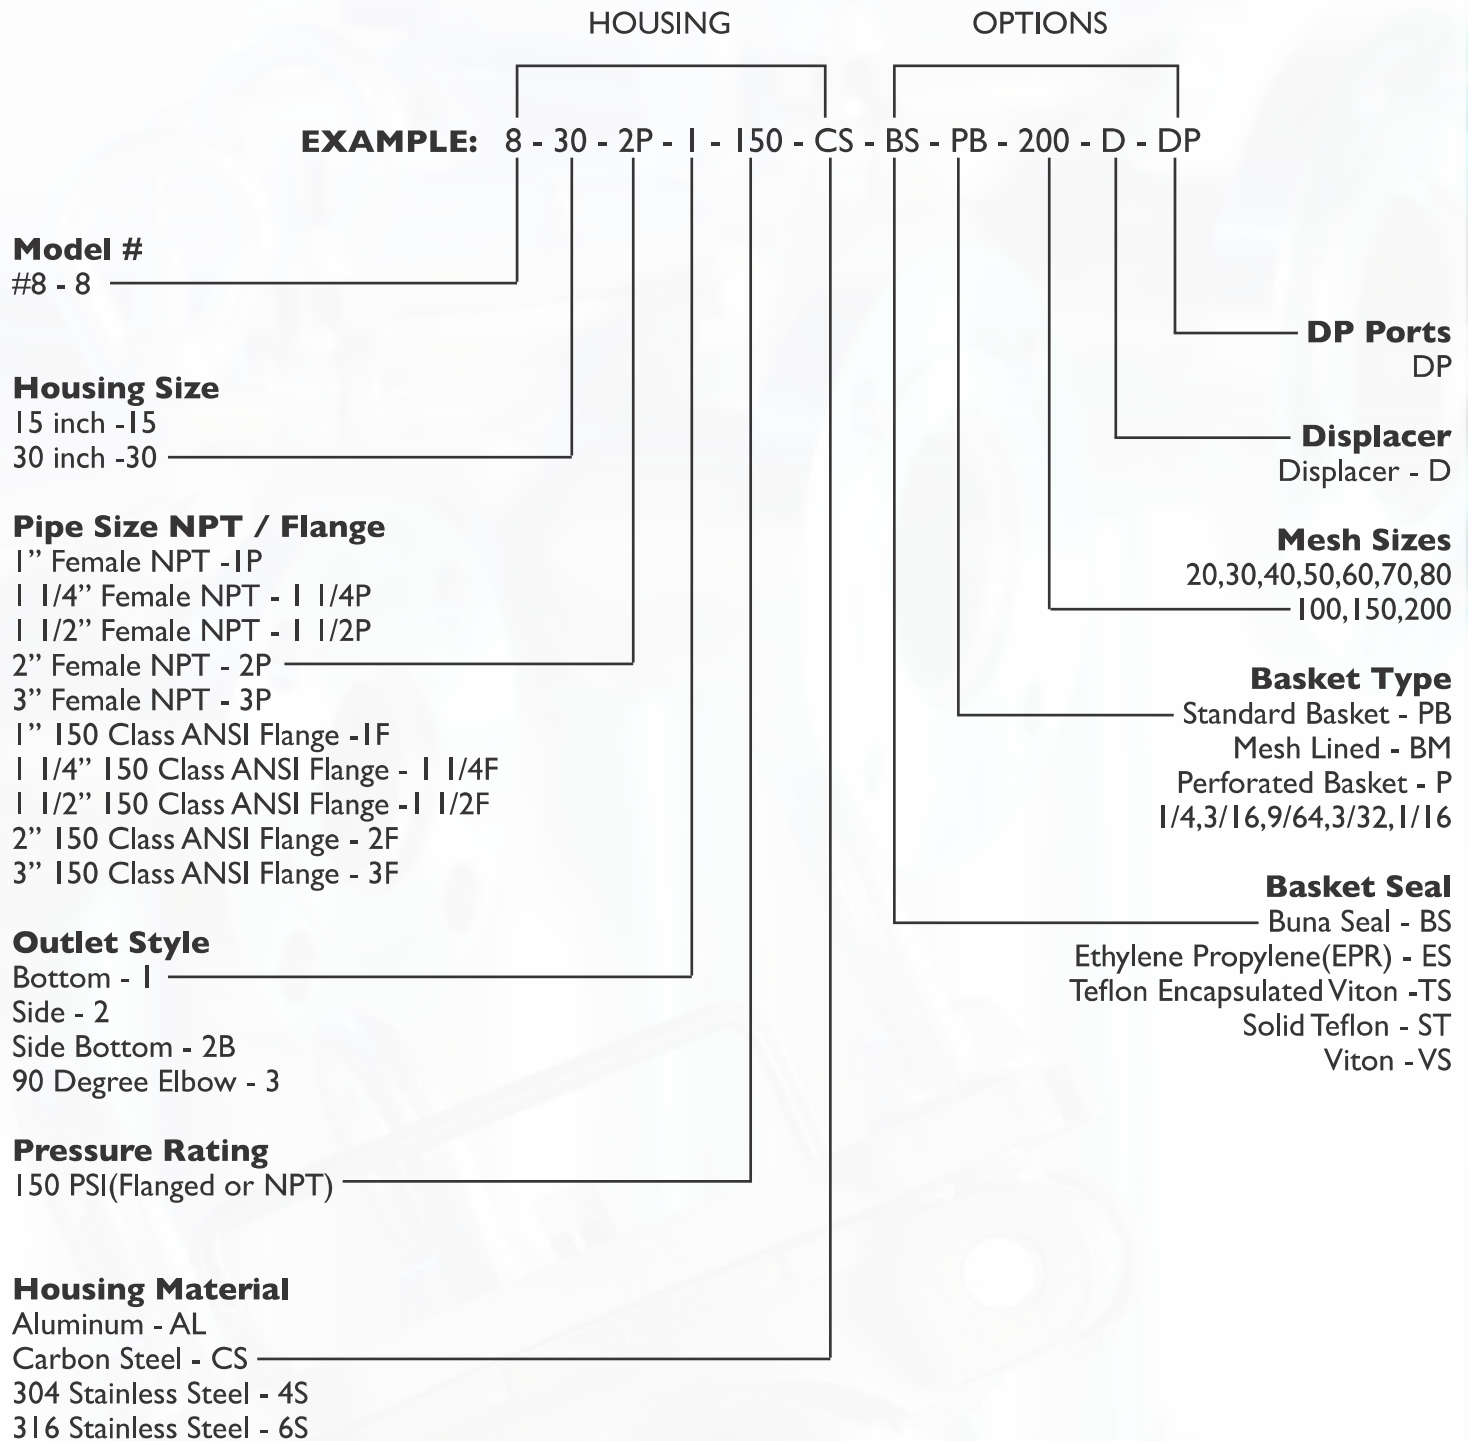 HOUSING
OPTIONS
EXAMPLE: 8 - 30 - 2P - 1 - 150 - CS - BS - PB - 200 - D - DP
Model #
#8 - 8
Housing Size
15 inch -15
30 inch -30
Pipe Size NPT / Flange
1” Female NPT -1P
1 1/4” Female NPT - 1 1/4P
1 1/2” Female NPT - 1 1/2P
2” Female NPT - 2P
3” Female NPT - 3P
1” 150 Class ANSI Flange -1F
1 1/4” 150 Class ANSI Flange - 1 1/4F
1 1/2” 150 Class ANSI Flange -1 1/2F
2” 150 Class ANSI Flange - 2F
3” 150 Class ANSI Flange - 3F
Outlet Style
Bottom - 1
Side - 2
Side Bottom - 2B
90 Degree Elbow - 3
Pressure Rating
150 PSI(Flanged or NPT)
Housing Material
Aluminum - AL
Carbon Steel - CS
304 Stainless Steel - 4S
316 Stainless Steel - 6S
DP Ports
DP
Displacer
Displacer - D
Mesh Sizes
20,30,40,50,60,70,80
100,150,200
Basket Type
Standard Basket - PB
Mesh Lined - BM
Perforated Basket - P
1/4,3/16,9/64,3/32,1/16
Basket Seal
Buna Seal - BS
Ethylene Propylene(EPR) - ES
Teflon Encapsulated Viton -TS
Solid Teflon - ST
Viton - VS